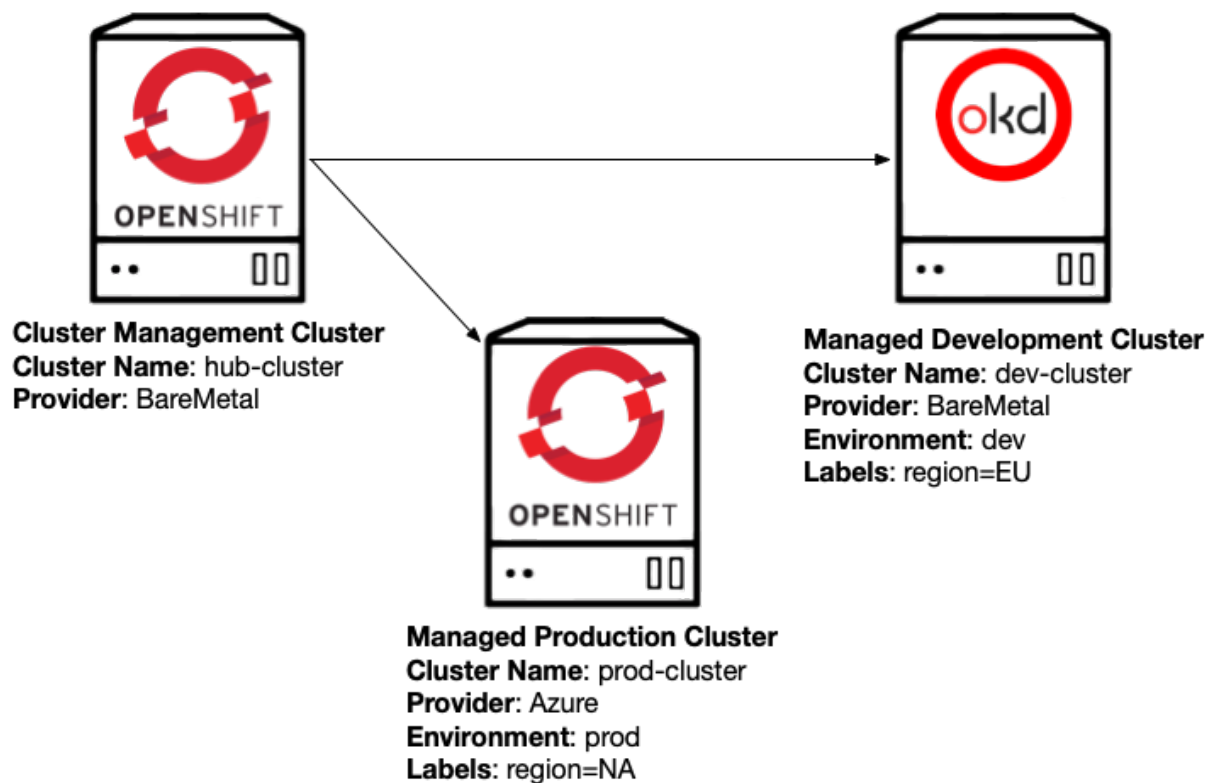 OPENSHIFT
Cluster Management Cluster
Cluster Name: hub-cluster
Provider: BareMetal
okd
Managed Development Cluster
Cluster Name: dev-cluster
Provider: BareMetal
Environment: dev
Labels: region=EU
OPENSHIFT
Managed Production Cluster
Cluster Name: prod-cluster
Provider: Azure
Environment: prod
Labels: region=NA